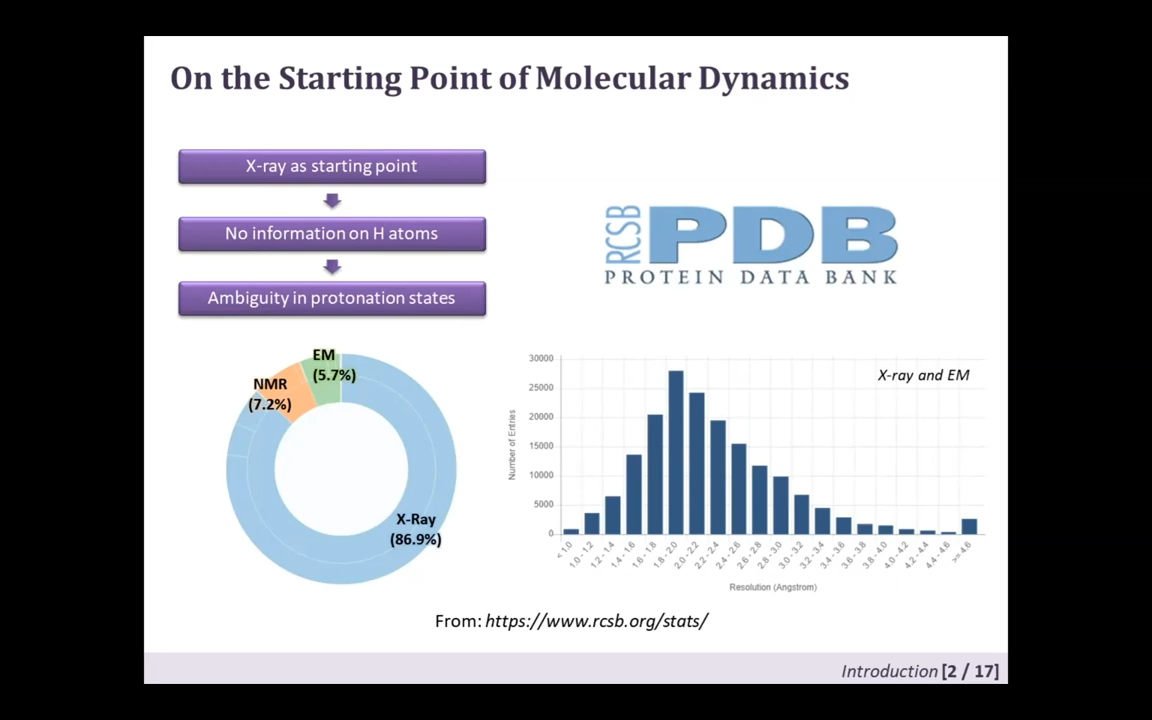 On the Starting Point of Molecular Dynamics
X-ray as starting point
No information on H atoms
Ambiguity in protonation states
RCSB
PDB
PROTEIN DATA BANK
EM
(5.7%)
NMR
(7.2%)
X-Ray
(86.9%)
X-ray and EM
Number of Entries
30000
25000
20000
15000
10000
5000
0
< 1.0
1.0 - 1.2
1.2 - 1.4
1.4 - 1.6
1.6 - 1.8
1.8 - 2.0
2.0 - 2.2
2.2 - 2.4
2.4 - 2.6
2.6 - 2.8
2.8 - 3.0
3.0 - 3.2
3.2 - 3.4
3.4 - 3.6
3.6 - 3.8
3.8 - 4.0
4.0 - 4.2
4.2 - 4.4
4.4 - 4.6
>= 4.6
Resolution (Angstrom)
From: https://www.rcsb.org/stats/
Introduction [2 / 17]